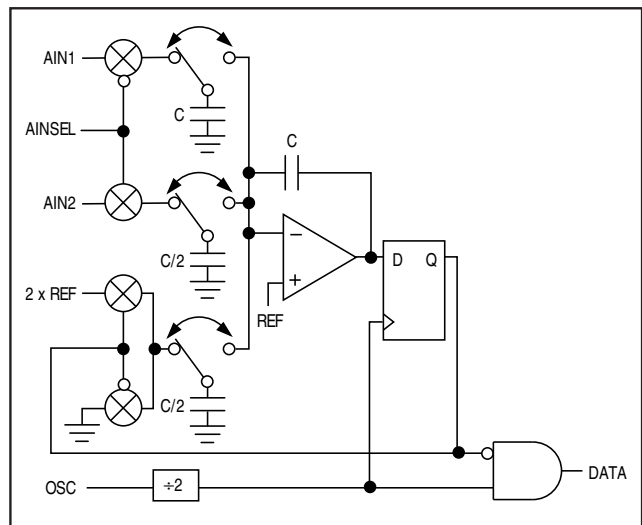 AIN1
C
AINSEL
C
AIN2
C/2
− 
+
D Q
2 x REF
REF
C/2
OSC
÷2
DATA